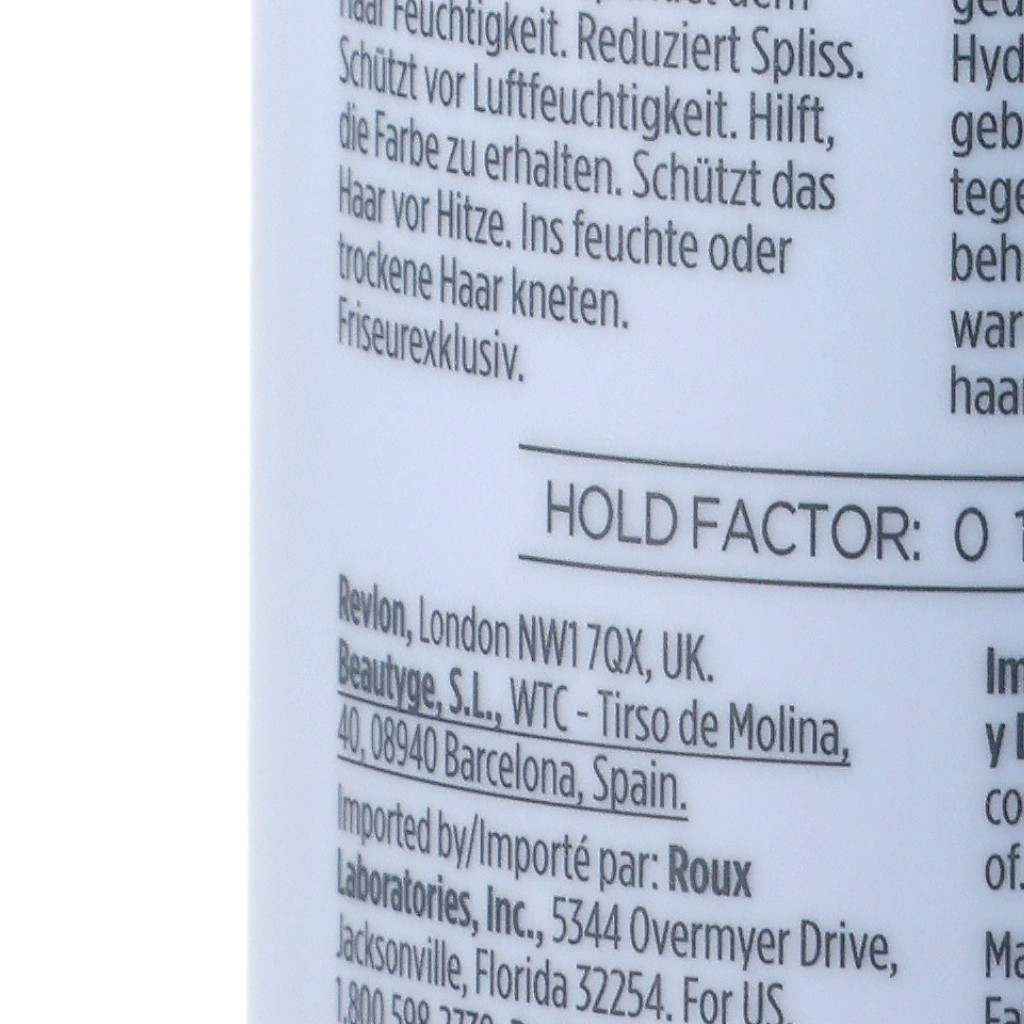 Haar Feuchtigkeit. Reduziert Spliss.
Schützt vor Luftfeuchtigkeit. Hilft,
die Farbe zu erhalten. Schützt das
Haar vor Hitze. Ins feuchte oder
trockene Haar kneten.
Friseurexklusiv.
Hyd
geb
tege
beh
war
haar
HOLD FACTOR: 0 1
Revlon, London NW1 7QX, UK.
Beautyge, S.L., WTC - Tirso de Molina,
40, 08940 Barcelona, Spain.
Imported by/Importé par: Roux
Laboratories, Inc., 5344 Overmyer Drive,
Jacksonville, Florida 32254. For US,
Im
y
co
of.
Ma